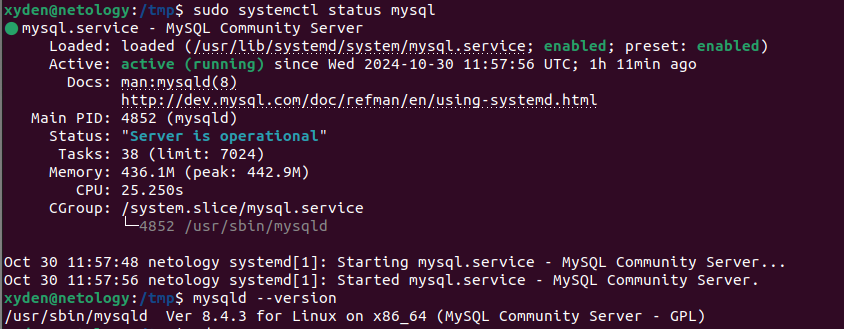 xyden@netology:/tmp$ sudo systemctl status mysql
● mysql.service - MySQL Community Server
     Loaded: loaded (/usr/lib/systemd/system/mysql.service; enabled; preset: enabled)
     Active: active (running) since Wed 2024-10-30 11:57:56 UTC; 1h 11min ago
       Docs: man:mysqld(8)
             http://dev.mysql.com/doc/refman/en/using-systemd.html
   Main PID: 4852 (mysqld)
     Status: "Server is operational"
      Tasks: 38 (limit: 7024)
     Memory: 436.1M (peak: 442.9M)
        CPU: 25.250s
     CGroup: /system.slice/mysql.service
             └─4852 /usr/sbin/mysqld
Oct 30 11:57:48 netology systemd[1]: Starting mysql.service - MySQL Community Server...
Oct 30 11:57:56 netology systemd[1]: Started mysql.service - MySQL Community Server.
xyden@netology:/tmp$ mysqld --version
/usr/sbin/mysqld  Ver 8.4.3 for Linux on x86_64 (MySQL Community Server - GPL)